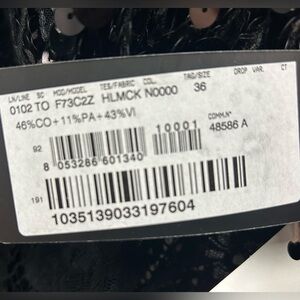 LN/LINE SC MOD/MODEL TES/FABRIC COL. TAG/SIZE DROP VAR. CT
0102 TO F73C2Z HLMCK N0000 36
46%CO+11%PA+43%VI
COMM.N°
92 10001 48586 A
8 053286 601340
191
1035139033197604